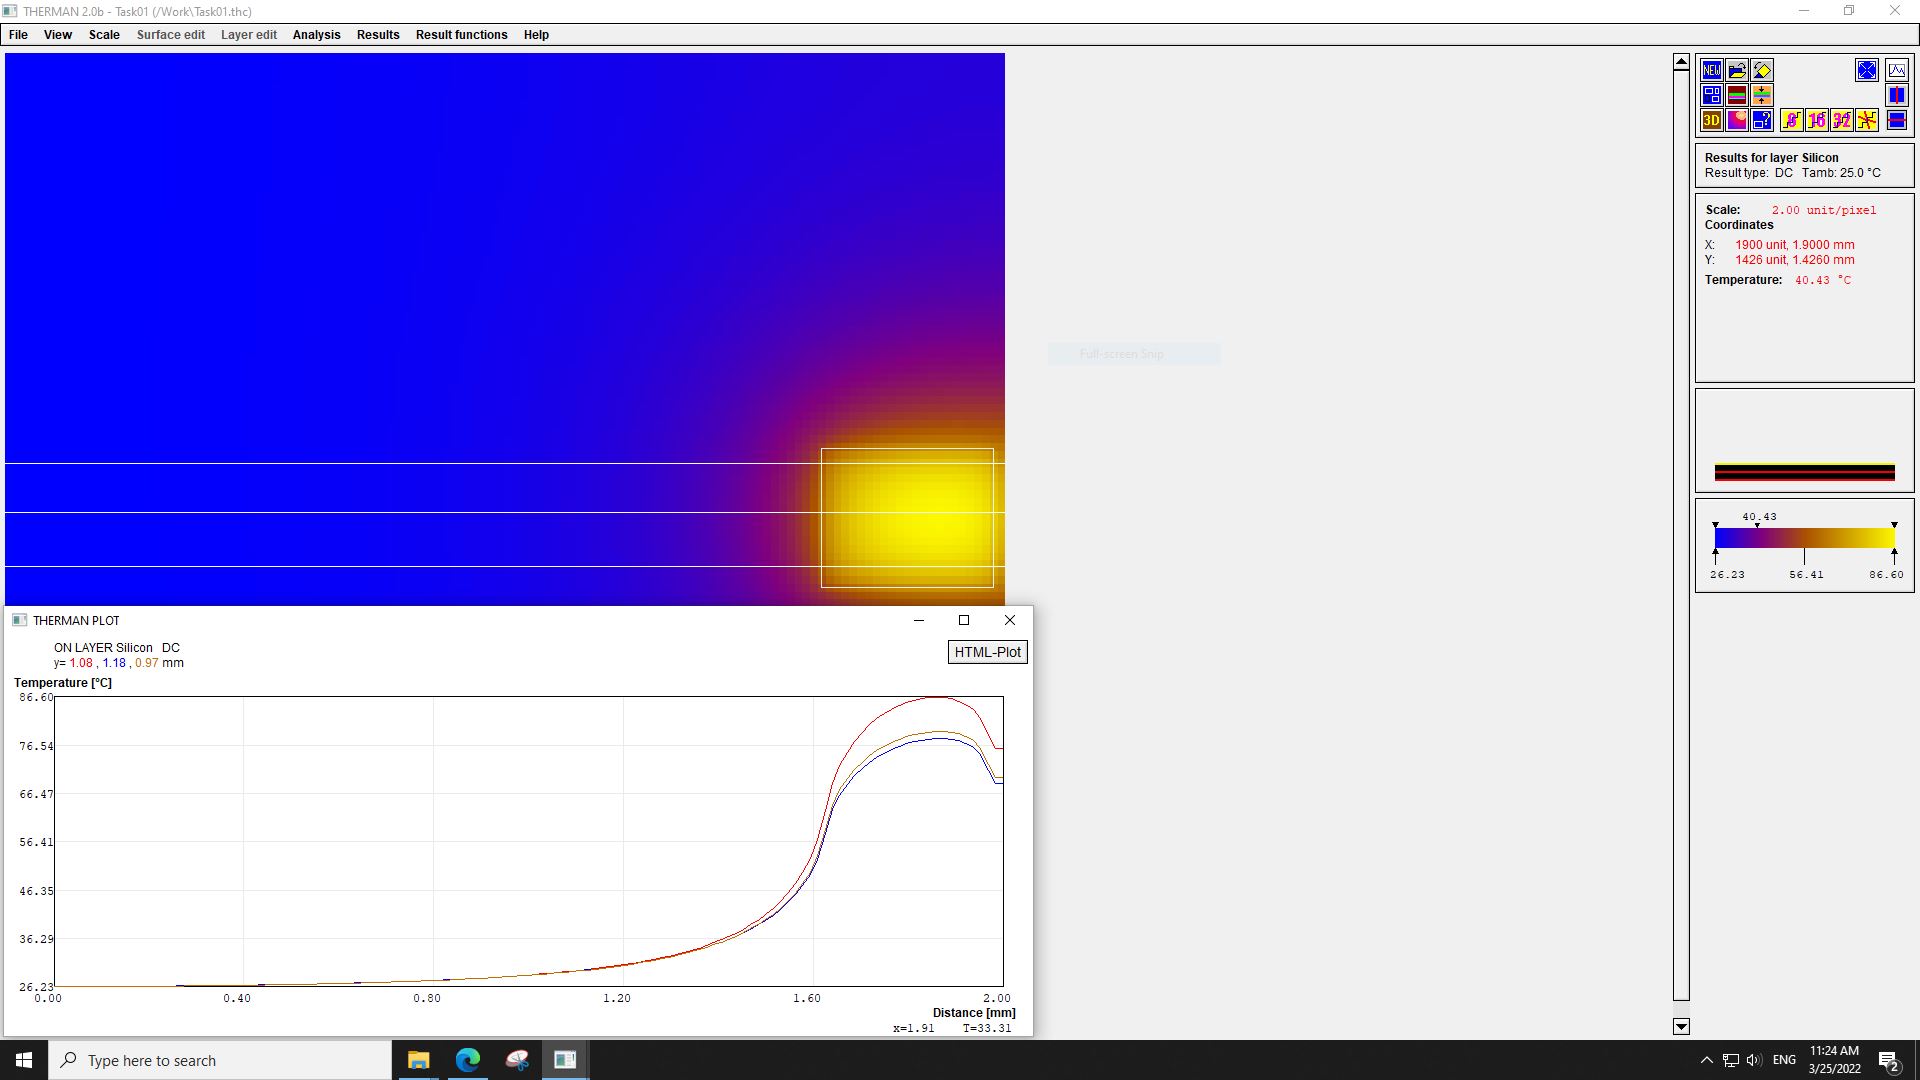 THERMAN 2.0b - Task01 (/Work\Task01.thc)
File View Scale Surface edit Layer edit Analysis Results Result functions Help
NEW
3D ? 8 16 32
Results for layer Silicon
Result type: DC Tamb: 25.0 °C
Scale: 2.00 unit/pixel
Coordinates
X: 1900 unit, 1.9000 mm
Y: 1426 unit, 1.4260 mm
Temperature: 40.43 °C
Full-screen Snip
40.43
26.23 56.41 86.60
THERMAN PLOT
ON LAYER Silicon DC
y= 1.08 , 1.18 , 0.97 mm
HTML-Plot
Temperature [°C]
86.60
76.54
66.47
56.41
46.35
36.29
26.23
0.00 0.40 0.80 1.20 1.60 2.00
Distance [mm]
x=1.91 T=33.31
Type here to search
ENG
11:24 AM
3/25/2022
2